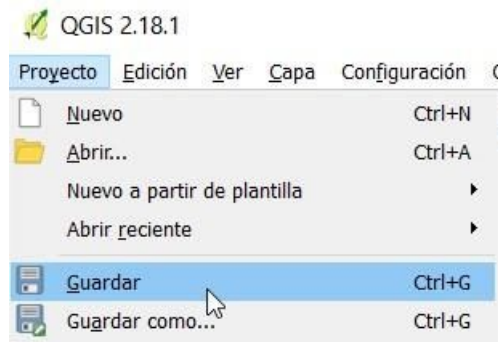 QGIS 2.18.1
Proyecto Edición Ver Capa Configuración
Nuevo Ctrl+N
Abrir... Ctrl+A
Nuevo a partir de plantilla
Abrir reciente
Guardar Ctrl+G
Guardar como... Ctrl+G